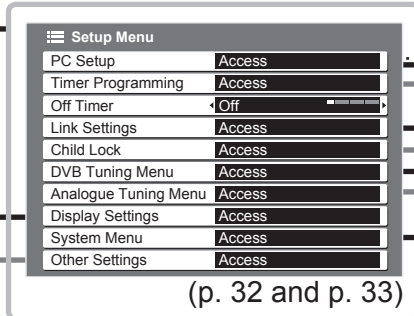 Setup Menu
PC Setup Access
Timer Programming Access
Off Timer Off
Link Settings Access
Child Lock Access
DVB Tuning Menu Access
Analogue Tuning Menu Access
Display Settings Access
System Menu Access
Other Settings Access
(p. 32 and p. 33)